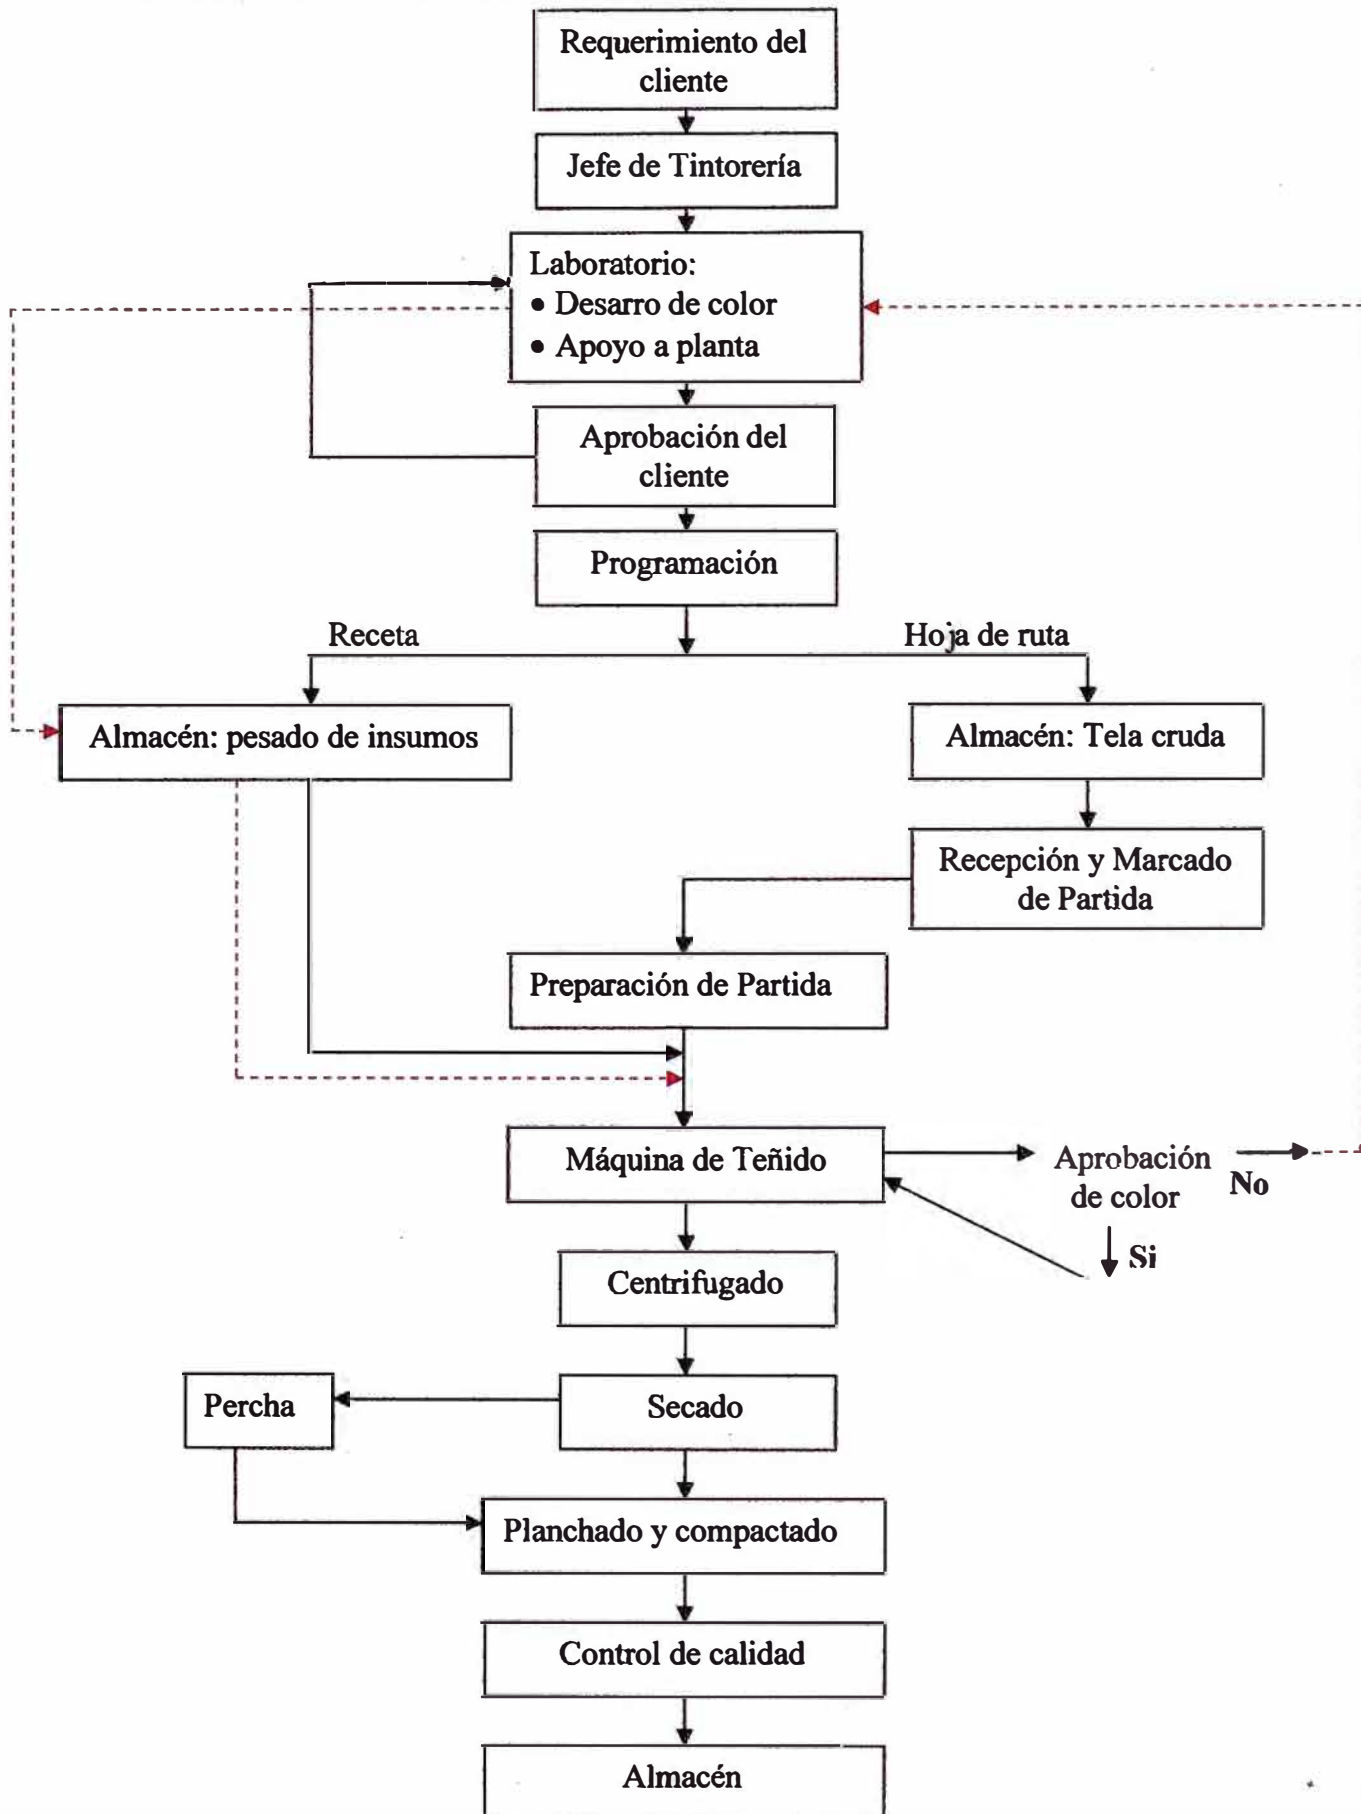 Requerimiento del
cliente
Jefe de Tintorería
Laboratorio:
• Desarro de color
• Apoyo a planta
Aprobación del
cliente
Programación
Receta
Hoja de ruta
Almacén: pesado de insumos
Almacén: Tela cruda
Recepción y Marcado
de Partida
Preparación de Partida
Máquina de Teñido
Aprobación
de color
No
Si
Centrifugado
Percha
Secado
Planchado y compactado
Control de calidad
Almacén